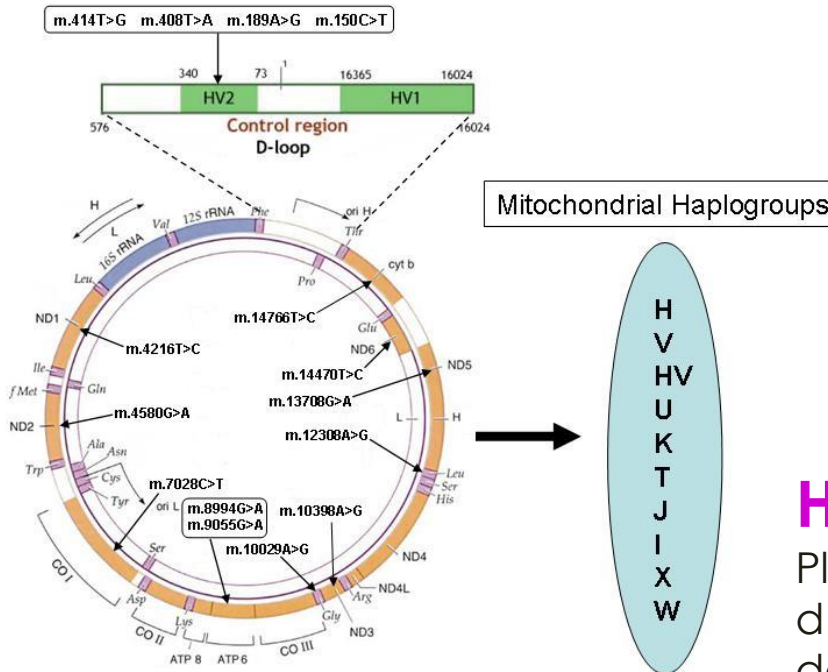 m.414T>G m.408T>A m.189A>G m.150C>T
340 73 1 16365 16024
HV2 HV1
576 Control region 16024
D-loop
H
L
Val 12S rRNA Phe ori H
16S rRNA
Thr
Mitochondrial Haplogroups
Leu
Pro
cyt b
ND1
m.14766T>C
Glu
m.4216T>C
ND6
m.14470T>C
ND5
Ile
f Met
Gln
m.13708G>A
ND2
m.4580G>A
L H
m.12308A>G
Ala
Asn
Trp
Cys
Tyr
ori L
m.7028C>T
m.8994G>A
m.9055G>A
m.10398A>G
m.10029A>G
Leu
Ser
His
Ser
ND4
CO I
Asp
CO II
Lys
ATP 8
ATP 6
CO III
Gly
Arg
ND4L
ND3
H
V
HV
U
K
T
J
I
X
W
H
Pl
d